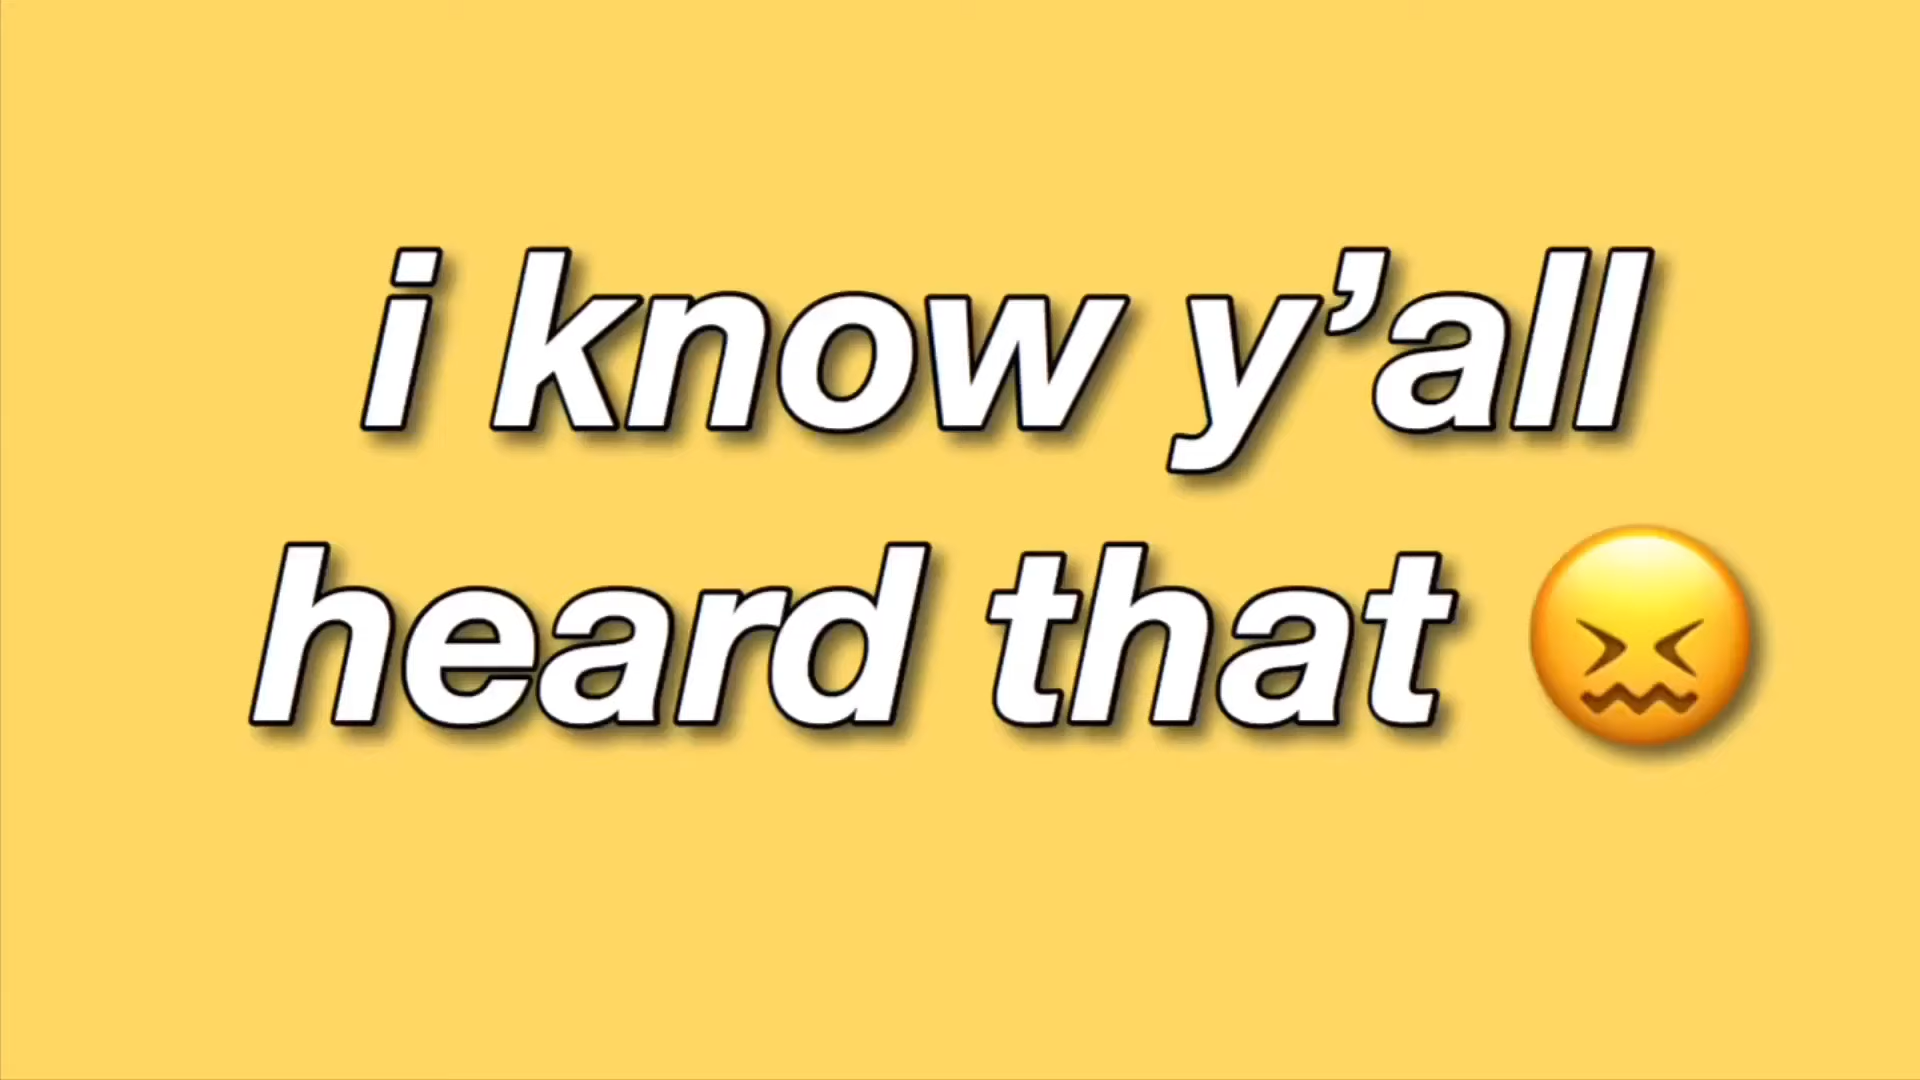 i know y’all
heard that 😖